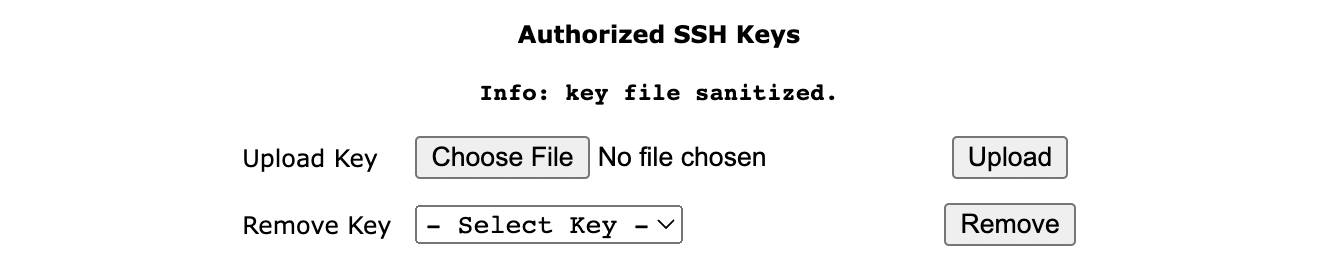 Authorized SSH Keys
Info: key file sanitized.
Upload Key Choose File No file chosen Upload
Remove Key - Select Key - Remove